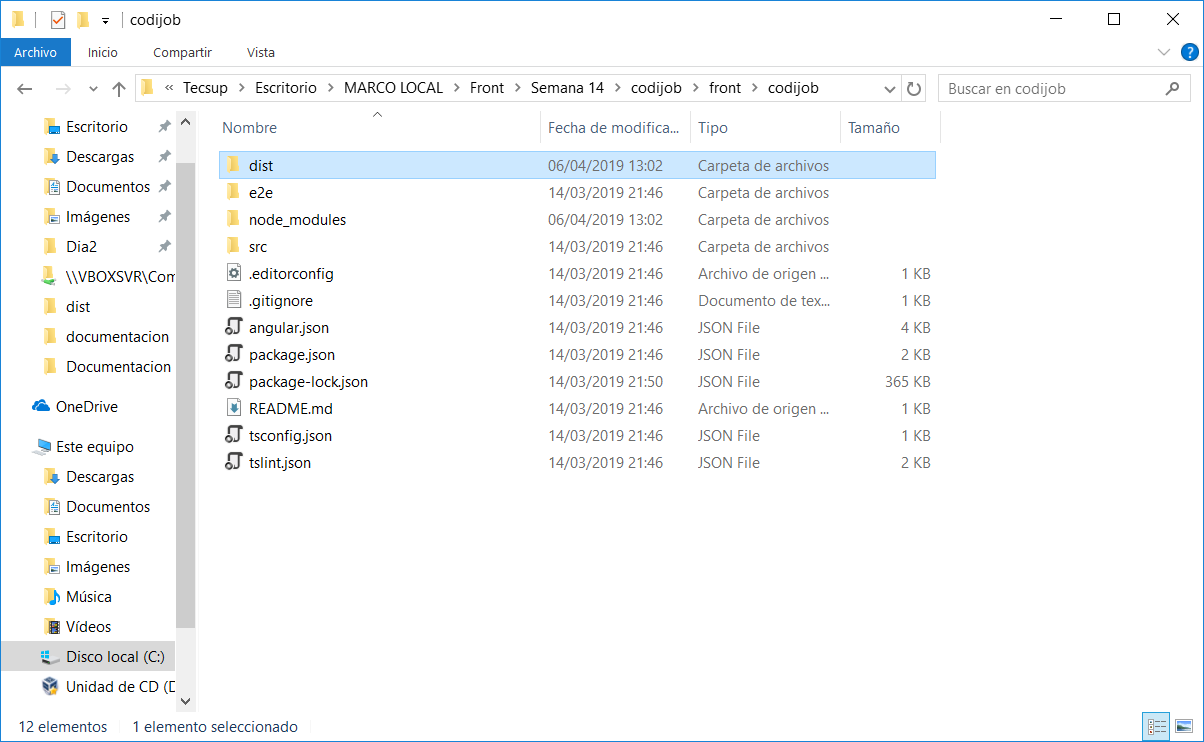 codijob
Archivo Inicio Compartir Vista
« Tecsup > Escritorio > MARCO LOCAL > Front > Semana 14 > codijob > front > codijob
Buscar en codijob
Escritorio
Descargas
Documentos
Imágenes
Dia2
\\VBOXSVR\Com
dist
documentacion
Documentacion
OneDrive
Este equipo
Descargas
Documentos
Escritorio
Imágenes
Música
Vídeos
Disco local (C:)
Unidad de CD (D
Nombre Fecha de modifica... Tipo Tamaño
dist 06/04/2019 13:02 Carpeta de archivos
e2e 14/03/2019 21:46 Carpeta de archivos
node_modules 06/04/2019 13:02 Carpeta de archivos
src 14/03/2019 21:46 Carpeta de archivos
.editorconfig 14/03/2019 21:46 Archivo de origen ... 1 KB
.gitignore 14/03/2019 21:46 Documento de tex... 1 KB
angular.json 14/03/2019 21:46 JSON File 4 KB
package.json 14/03/2019 21:46 JSON File 2 KB
package-lock.json 14/03/2019 21:50 JSON File 365 KB
README.md 14/03/2019 21:46 Archivo de origen ... 1 KB
tsconfig.json 14/03/2019 21:46 JSON File 1 KB
tslint.json 14/03/2019 21:46 JSON File 2 KB
12 elementos 1 elemento seleccionado